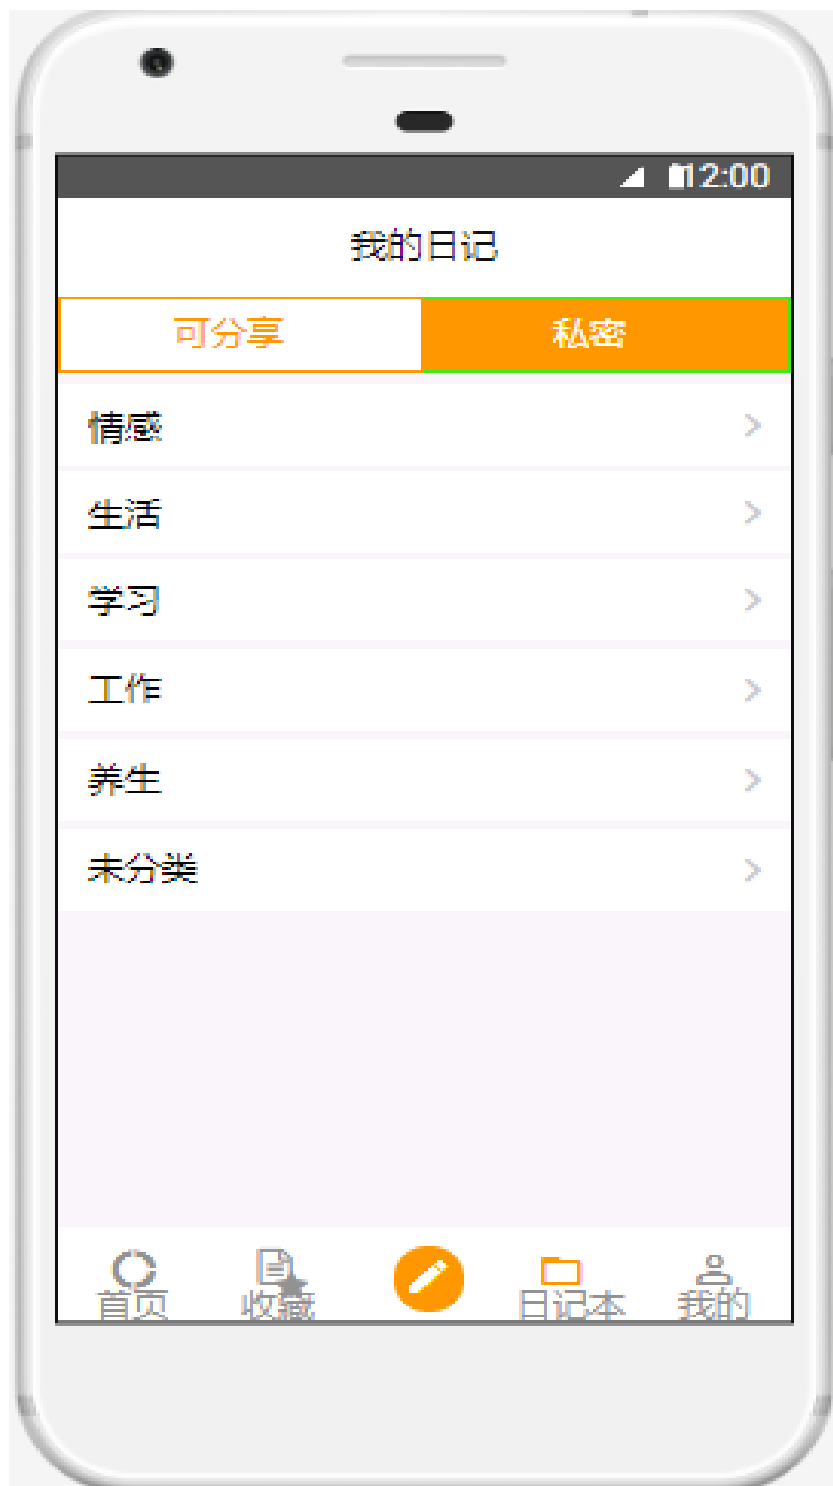 12:00
我的日记
可分享 私密
情感
生活
学习
工作
养生
未分类
首页 收藏 日记本 我的